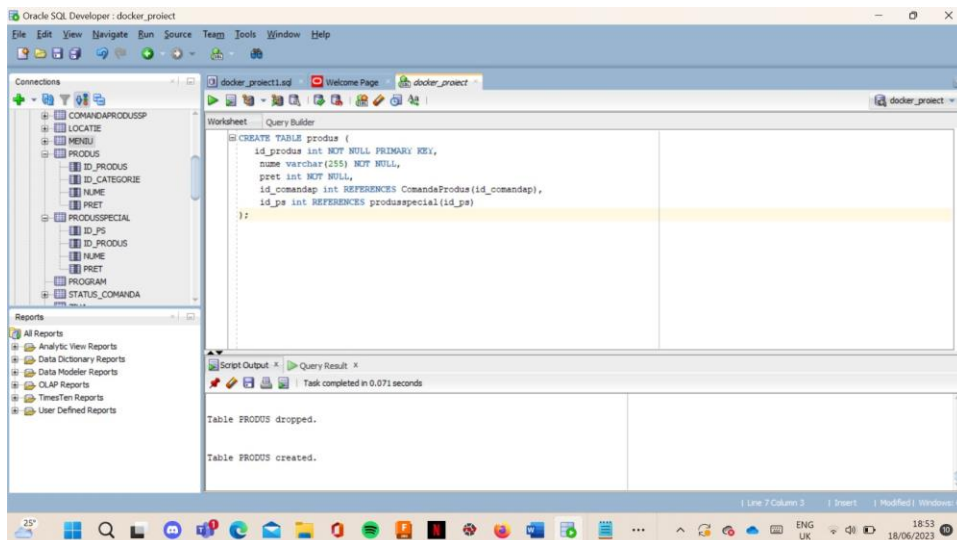 Oracle SQL Developer : docker_proiect
File Edit View Navigate Run Source Team Tools Window Help
Connections
docker_proiect1.sql
Welcome Page
docker_proiect
docker_proiect
COMANDAPRODUSSP
LOCATIE
MENIU
PRODUS
ID_PRODUS
ID_CATEGORIE
NUME
PRET
PRODUSSPECIAL
ID_PS
ID_PRODUS
NUME
PRET
PROGRAM
STATUS_COMANDA
Worksheet Query Builder
CREATE TABLE produs (
id_produs int NOT NULL PRIMARY KEY,
nume varchar(255) NOT NULL,
pret int NOT NULL,
id_comandap int REFERENCES ComandaProdus(id_comandap),
id_ps int REFERENCES produsspecial(id_ps)
);
Reports
All Reports
Analytic View Reports
Data Dictionary Reports
Data Modeler Reports
OLAP Reports
TimesTen Reports
User Defined Reports
Script Output x Query Result x
Task completed in 0.071 seconds
Table PRODUS dropped.
Table PRODUS created.
Line 7 Column 3 Insert Modified Windows:
25°
ENG
UK
18:53
18/06/2023
10